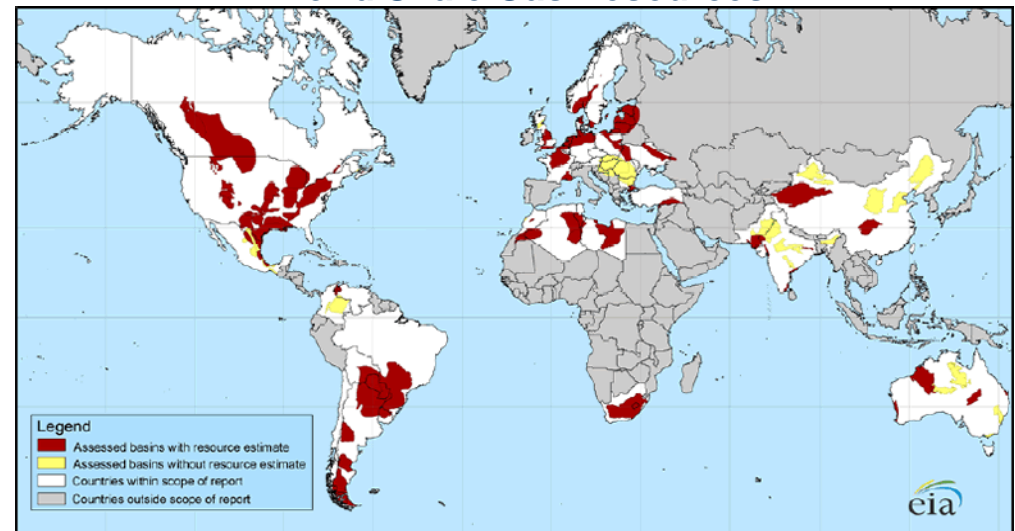 Legend
Assessed basins with resource estimate
Assessed basins without resource estimate
Countries within scope of report
Countries outside scope of report
eia